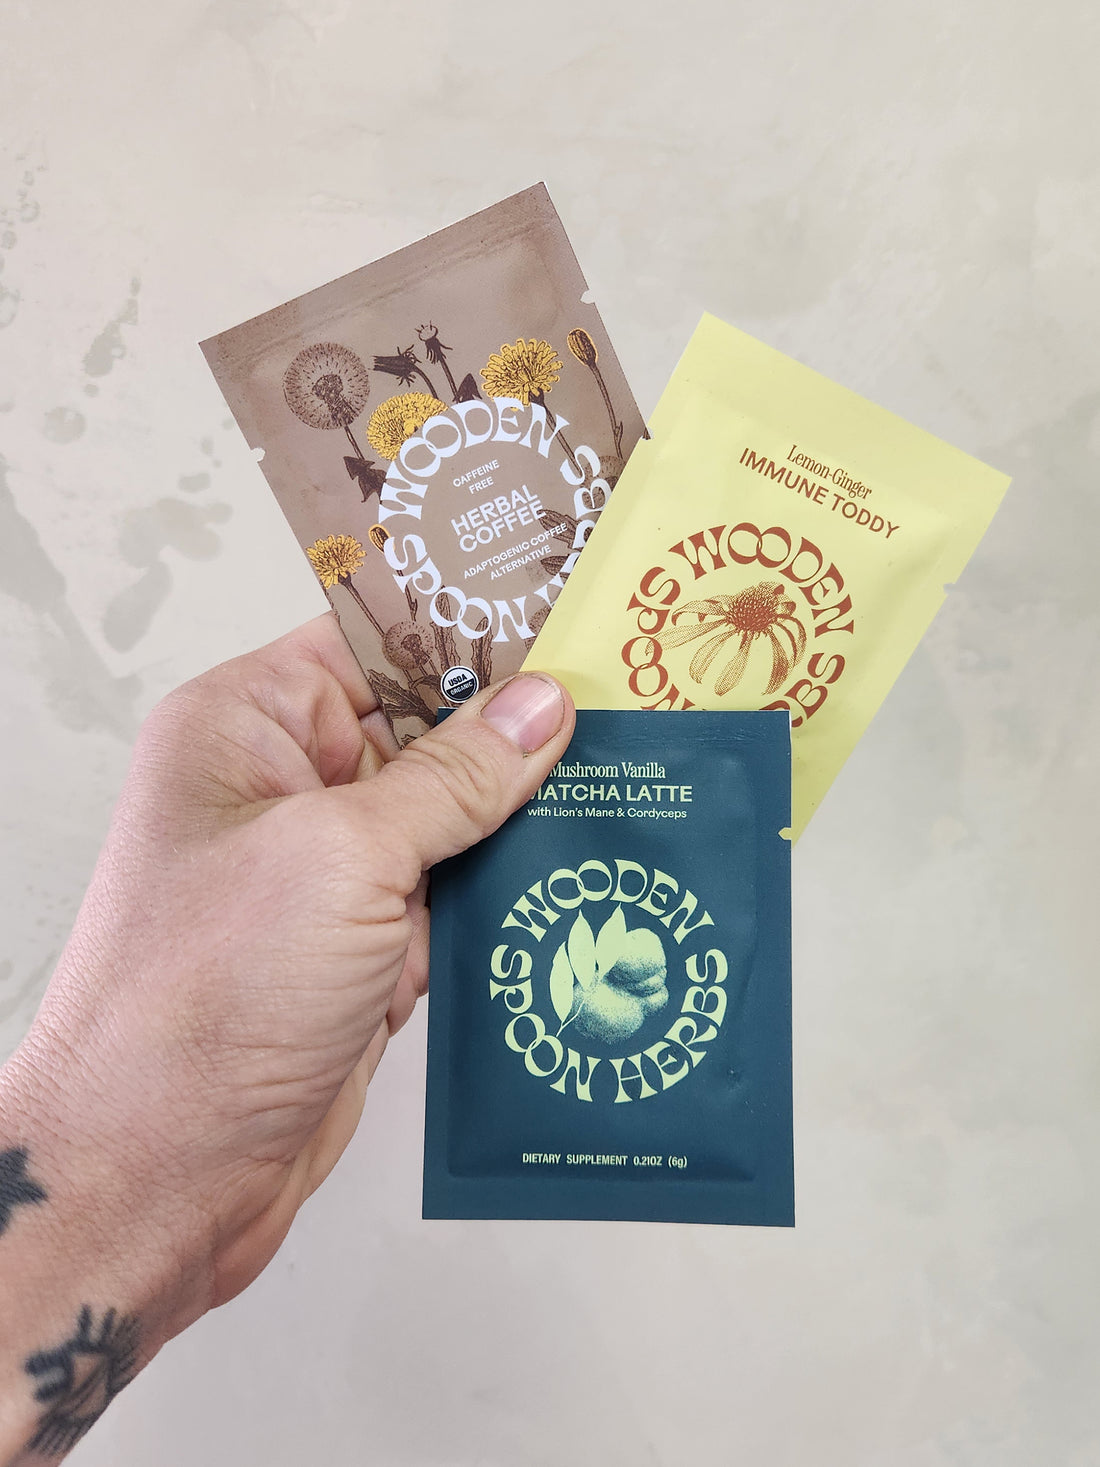 WOODEN
SPOON HERBS
CAFFEINE
FREE
HERBAL
COFFEE
ADAPTOGENIC COFFEE
ALTERNATIVE
USDA
ORGANIC
Lemon-Ginger
IMMUNE TODDY
WOODEN
SPOON HERBS
Mushroom Vanilla
MATCHA LATTE
with Lion's Mane & Cordyceps
WOODEN
SPOON HERBS
DIETARY SUPPLEMENT 0.21OZ (6g)